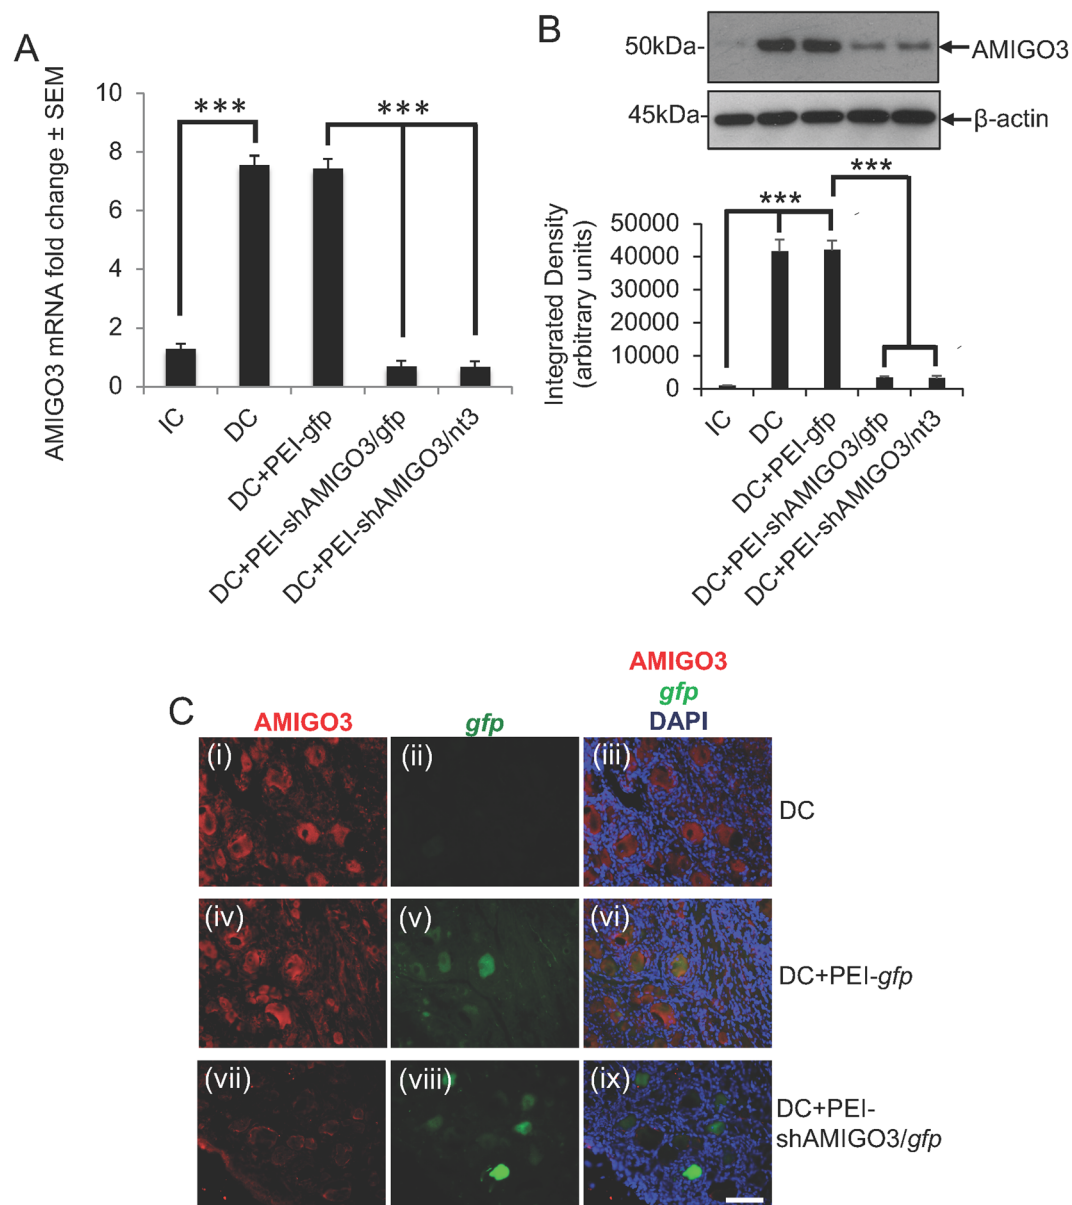 A
AMIGO3 mRNA fold change ± SEM
10
8
6
4
2
0
***
***
IC
DC
DC+PEI-gfp
DC+PEI-shAMIGO3/gfp
DC+PEI-shAMIGO3/nt3
B
50kDa-
AMIGO3
45kDa-
β-actin
Integrated Density
(arbitrary units)
50000
40000
30000
20000
10000
0
***
***
IC
DC
DC+PEI-gfp
DC+PEI-shAMIGO3/gfp
DC+PEI-shAMIGO3/nt3
C
AMIGO3
gfp
AMIGO3
gfp
DAPI
(i)
(ii)
(iii)
DC
(iv)
(v)
(vi)
DC+PEI-gfp
(vii)
(viii)
(ix)
DC+PEI-
shAMIGO3/gfp